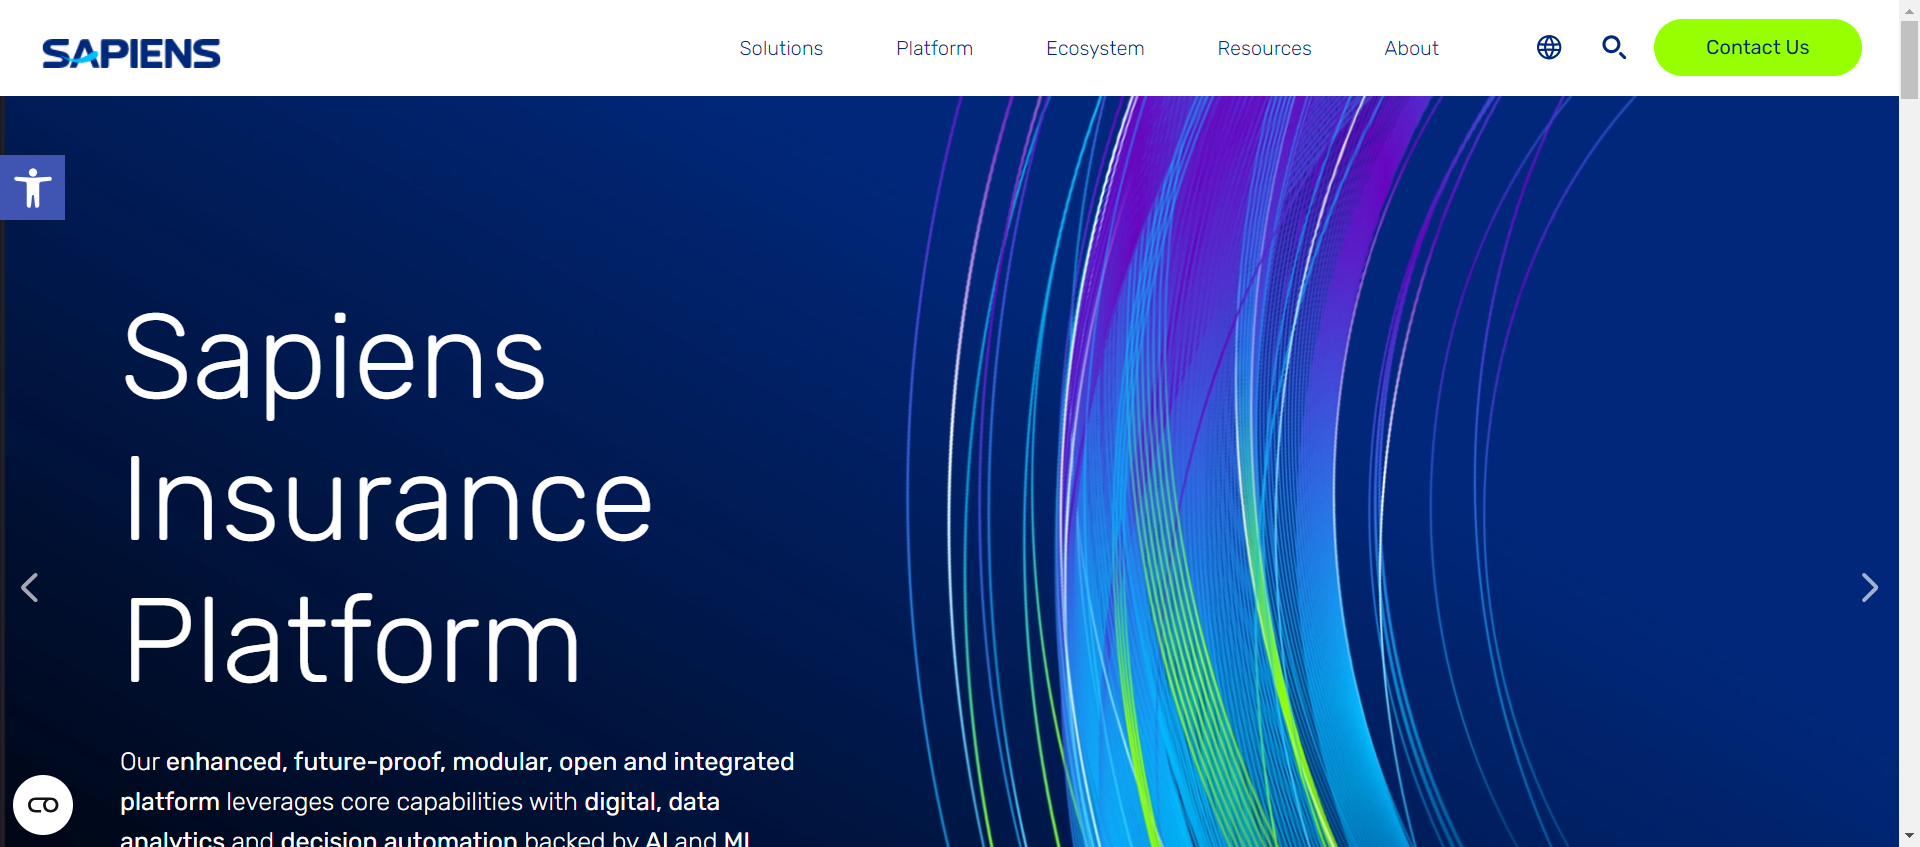 SAPIENS
Solutions
Platform
Ecosystem
Resources
About
Contact Us
Sapiens
Insurance
Platform
Our enhanced, future-proof, modular, open and integrated
platform leverages core capabilities with digital, data
analytics and decision automation backed by AI and ML